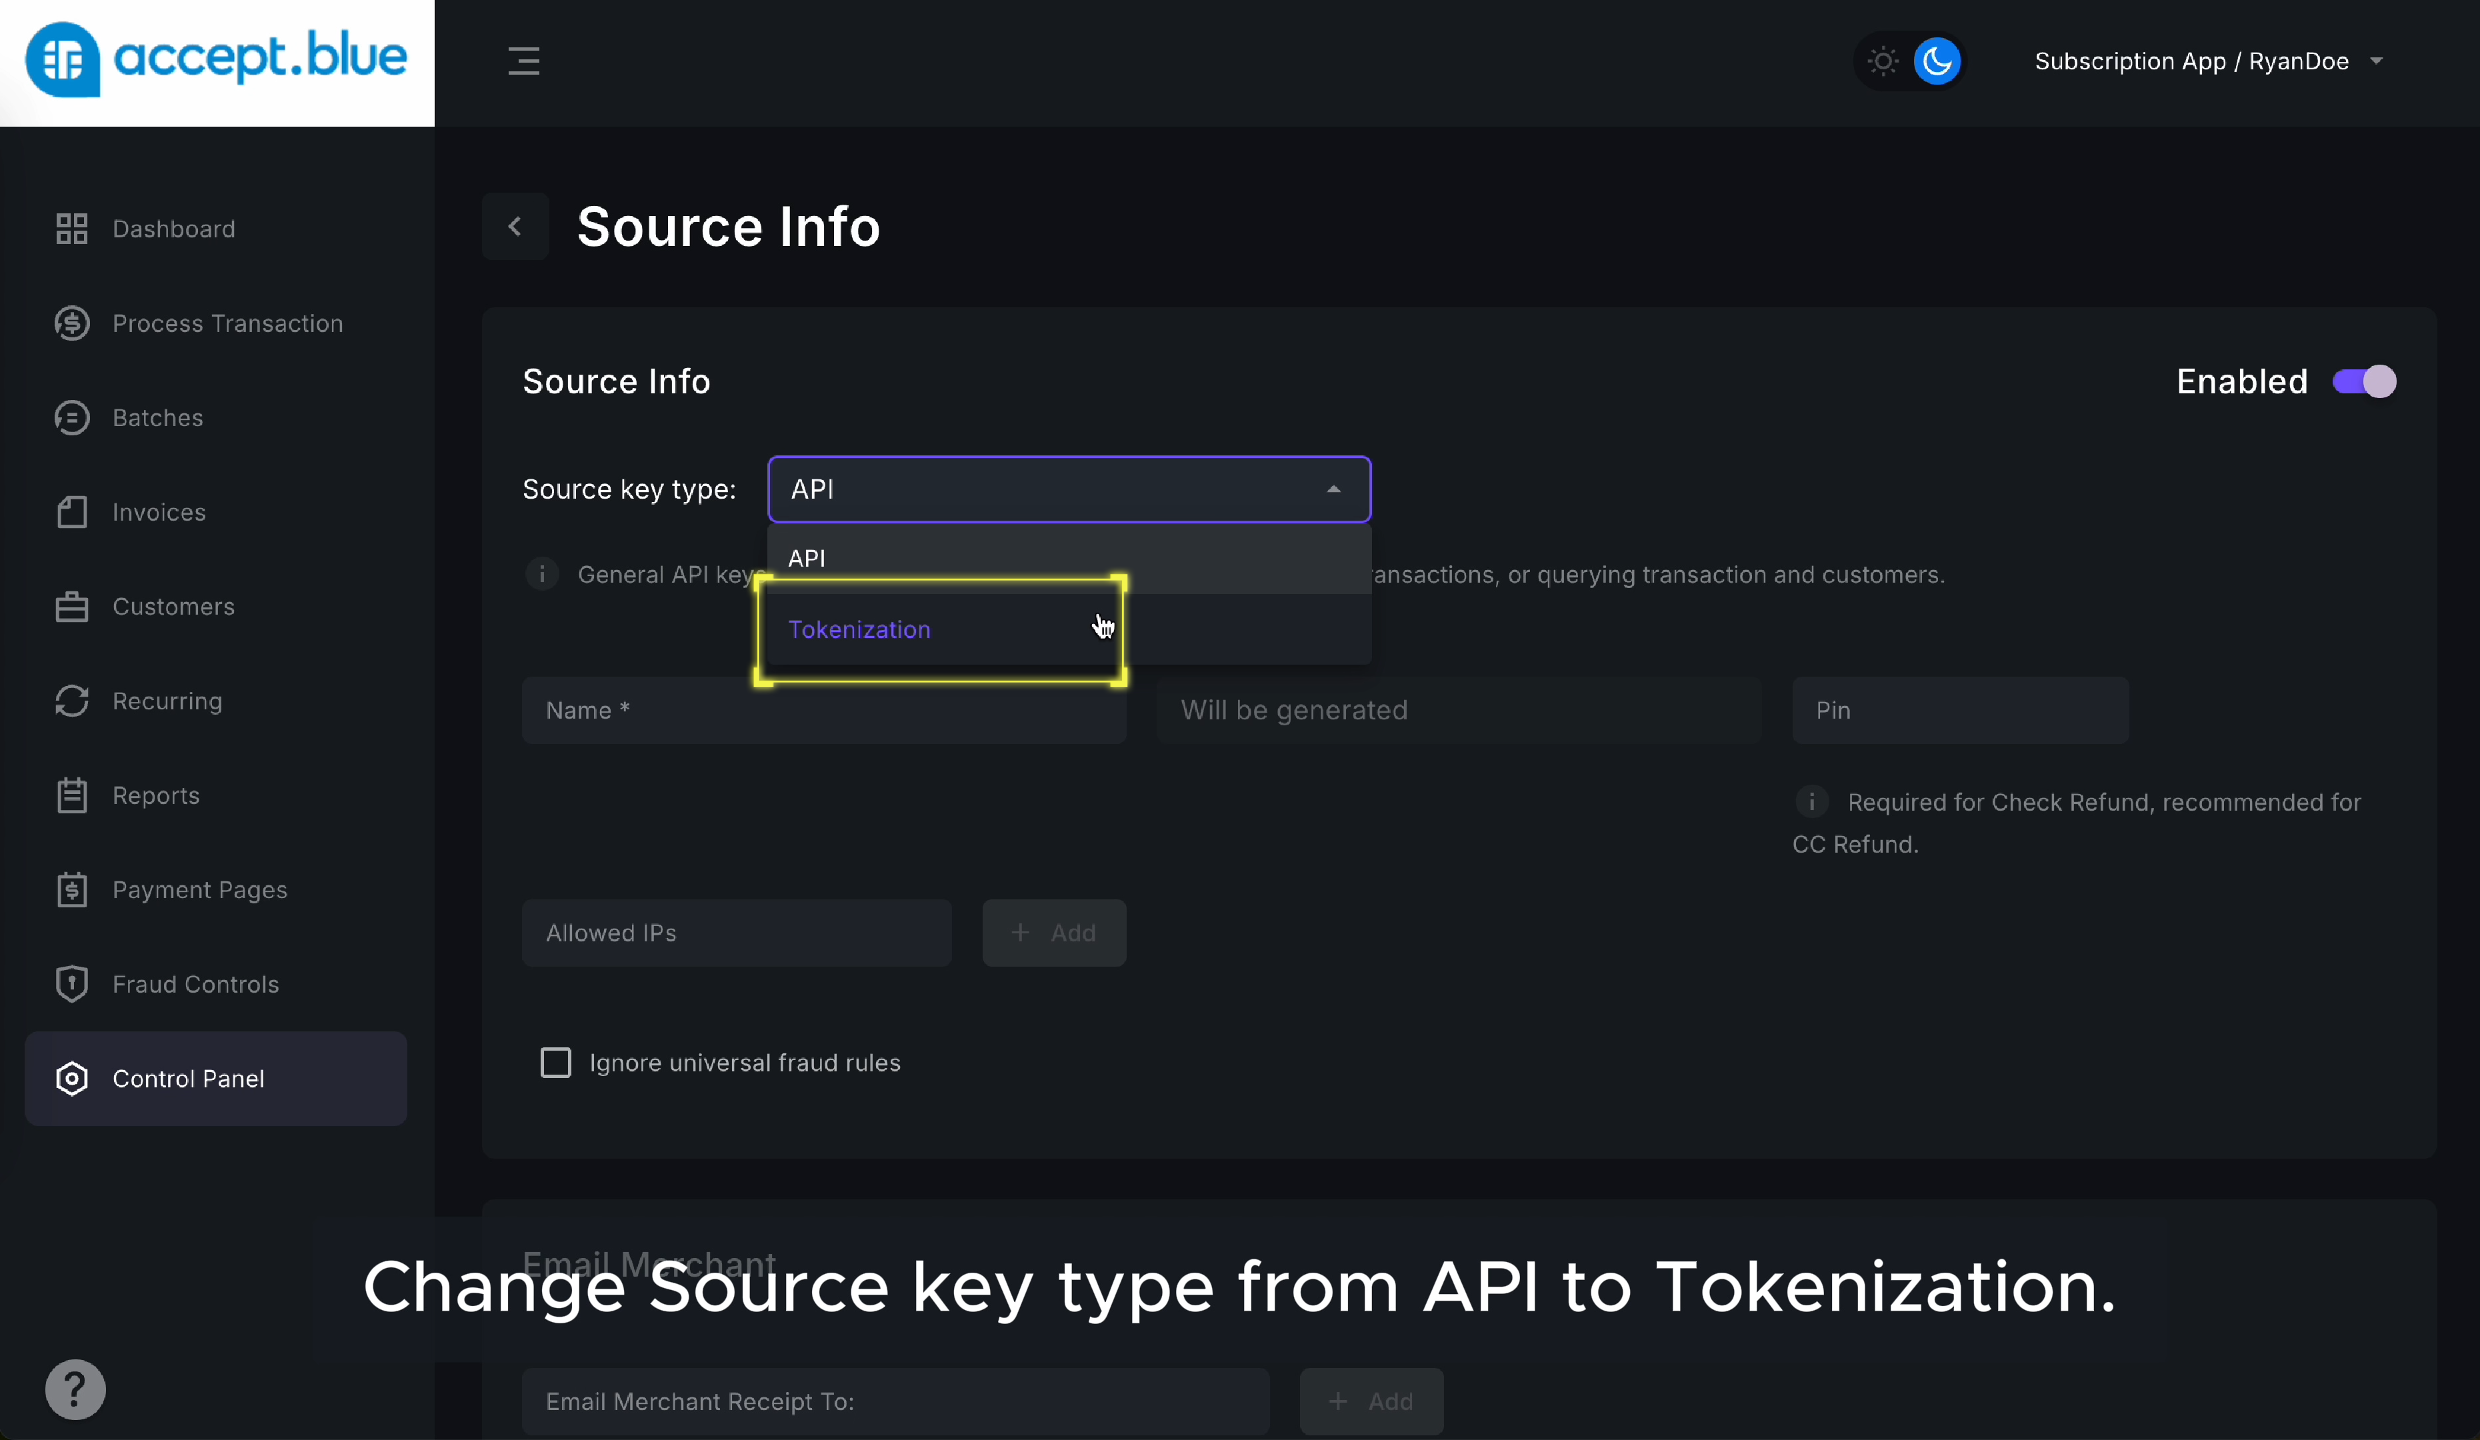 accept.blue
Subscription App / RyanDoe
Dashboard
Process Transaction
Batches
Invoices
Customers
Recurring
Reports
Payment Pages
Fraud Controls
Control Panel
Source Info
Source Info
Enabled
Source key type:
API
API
General API keys
ansactions, or querying transaction and customers.
Tokenization
Name *
Will be generated
Pin
Required for Check Refund, recommended for
CC Refund.
Allowed IPs
+ Add
Ignore universal fraud rules
Email Merchant
Change Source key type from API to Tokenization.
Email Merchant Receipt To:
+ Add
?